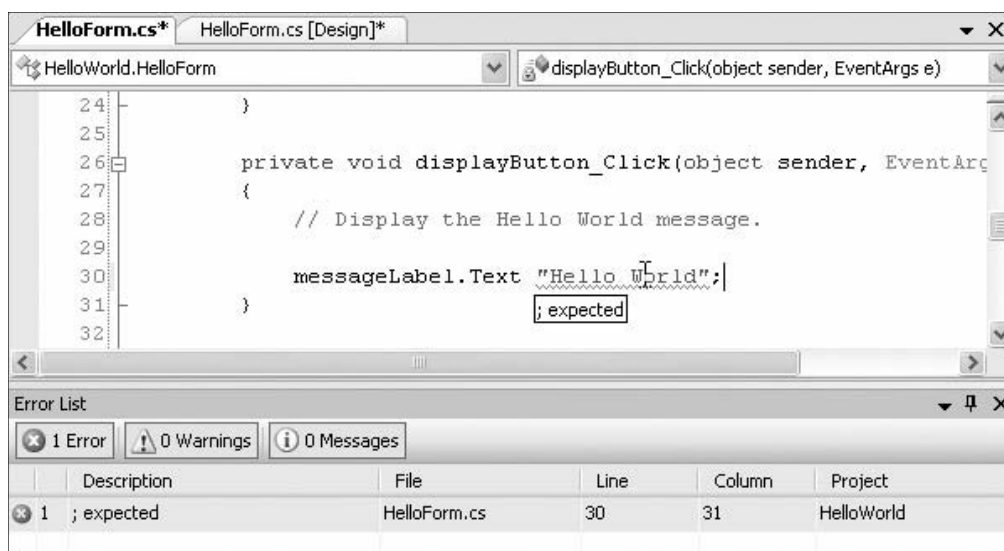 HelloForm.cs* HelloForm.cs [Design]*
HelloWorld.HelloForm displayButton_Click(object sender, EventArgs e)
24 }
25
26 private void displayButton_Click(object sender, EventArg
27 {
28 // Display the Hello World message.
29
30 messageLabel.Text "Hello World";
; expected
31 }
32
Error List
1 Error 0 Warnings 0 Messages
Description File Line Column Project
1 ; expected HelloForm.cs 30 31 HelloWorld